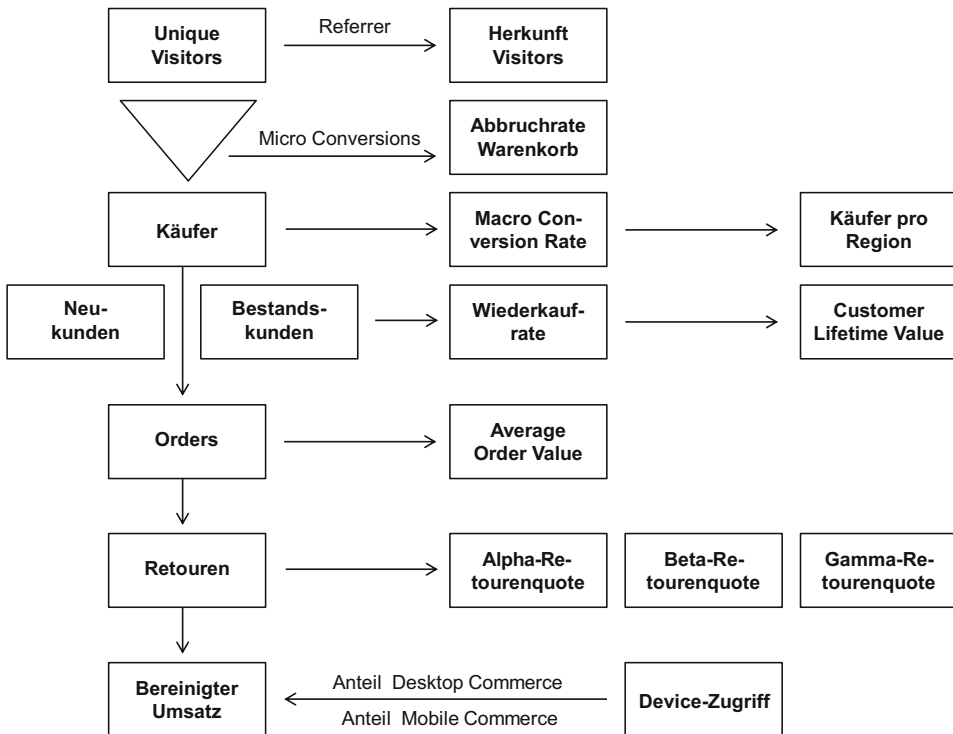 Unique
Visitors
Referrer
Herkunft
Visitors
Micro Conversions
Abbruchrate
Warenkorb
Käufer
Macro Con-
version Rate
Käufer pro
Region
Neu-
kunden
Bestands-
kunden
Wiederkauf-
rate
Customer
Lifetime Value
Orders
Average
Order Value
Retouren
Alpha-Re-
tourenquote
Beta-Re-
tourenquote
Gamma-Re-
tourenquote
Bereinigter
Umsatz
Anteil Desktop Commerce
Anteil Mobile Commerce
Device-Zugriff